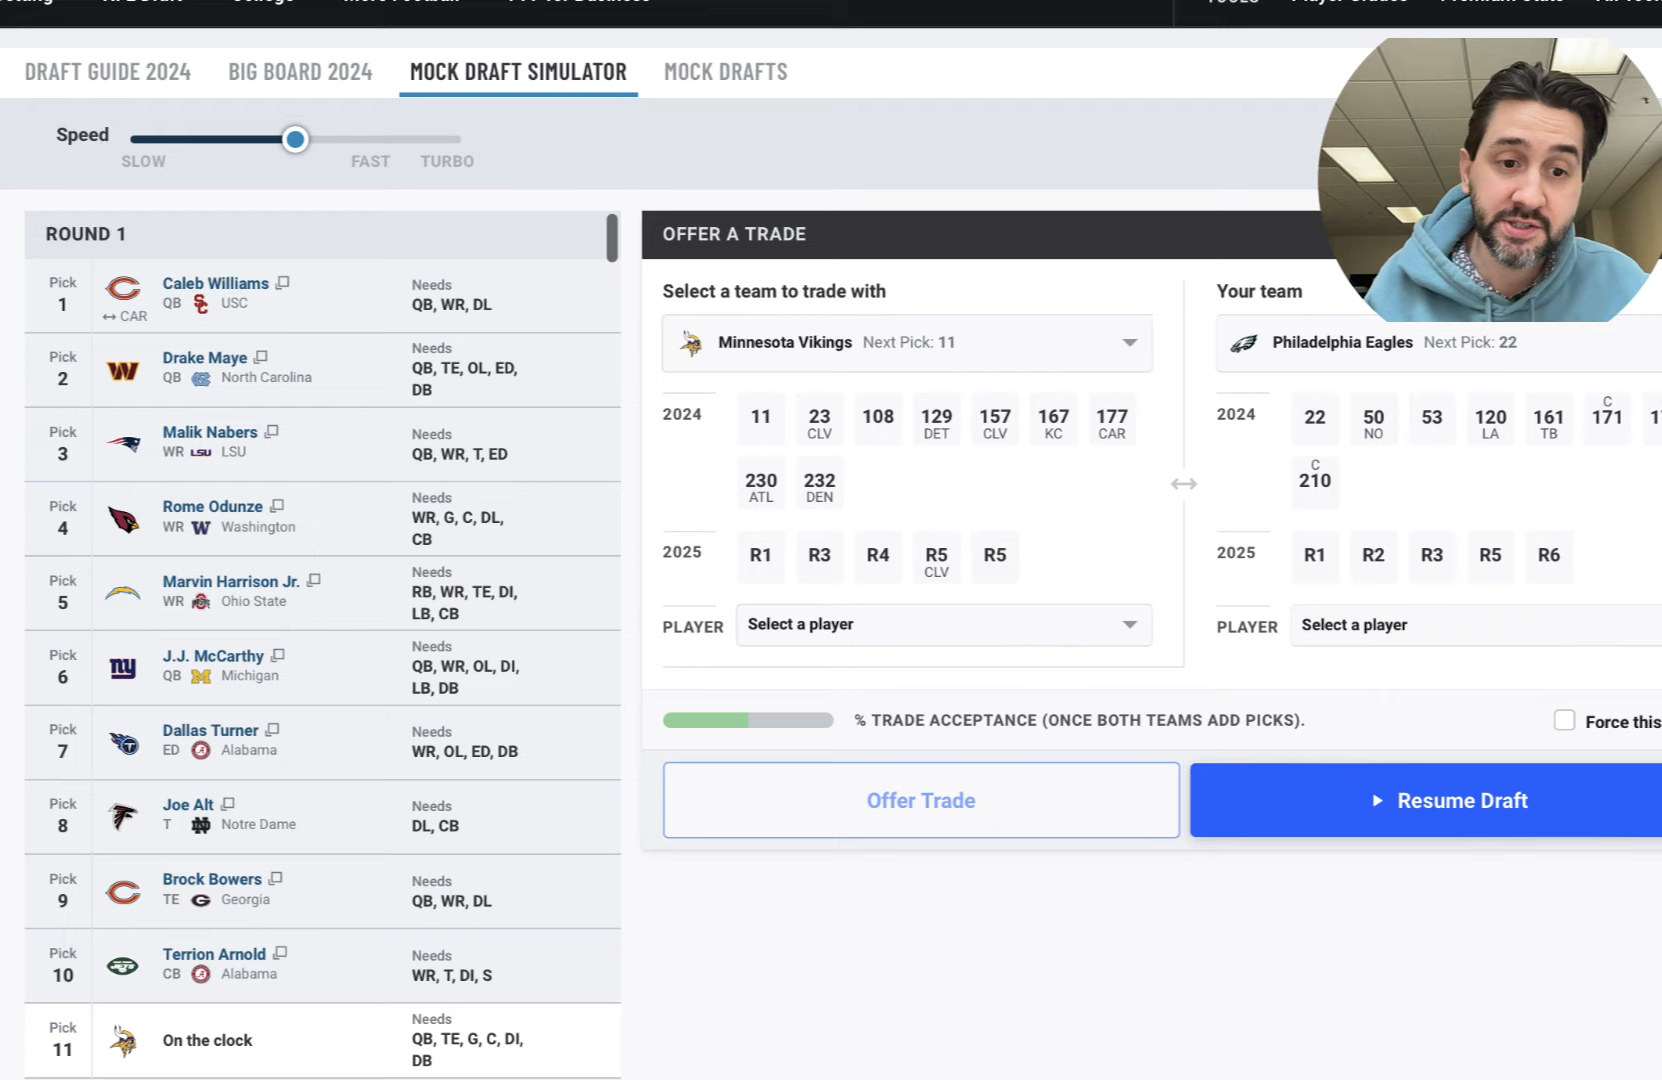 DRAFT GUIDE 2024 BIG BOARD 2024 MOCK DRAFT SIMULATOR MOCK DRAFTS
Speed
SLOW FAST TURBO
ROUND 1
Pick 1
CAR
Caleb Williams
QB SC USC
Needs
QB, WR, DL
Pick 2
Drake Maye
QB North Carolina
Needs
QB, TE, OL, ED,
DB
Pick 3
Malik Nabers
WR LSU LSU
Needs
QB, WR, T, ED
Pick 4
Rome Odunze
WR W Washington
Needs
WR, G, C, DL,
CB
Pick 5
Marvin Harrison Jr.
WR Ohio State
Needs
RB, WR, TE, DI,
LB, CB
Pick 6
ny
J.J. McCarthy
QB M Michigan
Needs
QB, WR, OL, DI,
LB, DB
Pick 7
Dallas Turner
ED Alabama
Needs
WR, OL, ED, DB
Pick 8
Joe Alt
T Notre Dame
Needs
DL, CB
Pick 9
Brock Bowers
TE G Georgia
Needs
QB, WR, DL
Pick 10
Terrion Arnold
CB Alabama
Needs
WR, T, DI, S
Pick 11
On the clock
Needs
QB, TE, G, C, DI,
DB
OFFER A TRADE
Select a team to trade with
Minnesota Vikings Next Pick: 11
2024 11 23 108 129 157 167 177
CLV DET CLV KC CAR
230 232
ATL DEN
2025 R1 R3 R4 R5 R5
CLV
PLAYER Select a player
Your team
Philadelphia Eagles Next Pick: 22
C
2024 22 50 53 120 161 171
NO LA TB
C
210
2025 R1 R2 R3 R5 R6
PLAYER Select a player
% TRADE ACCEPTANCE (ONCE BOTH TEAMS ADD PICKS).
Force this
Offer Trade
Resume Draft